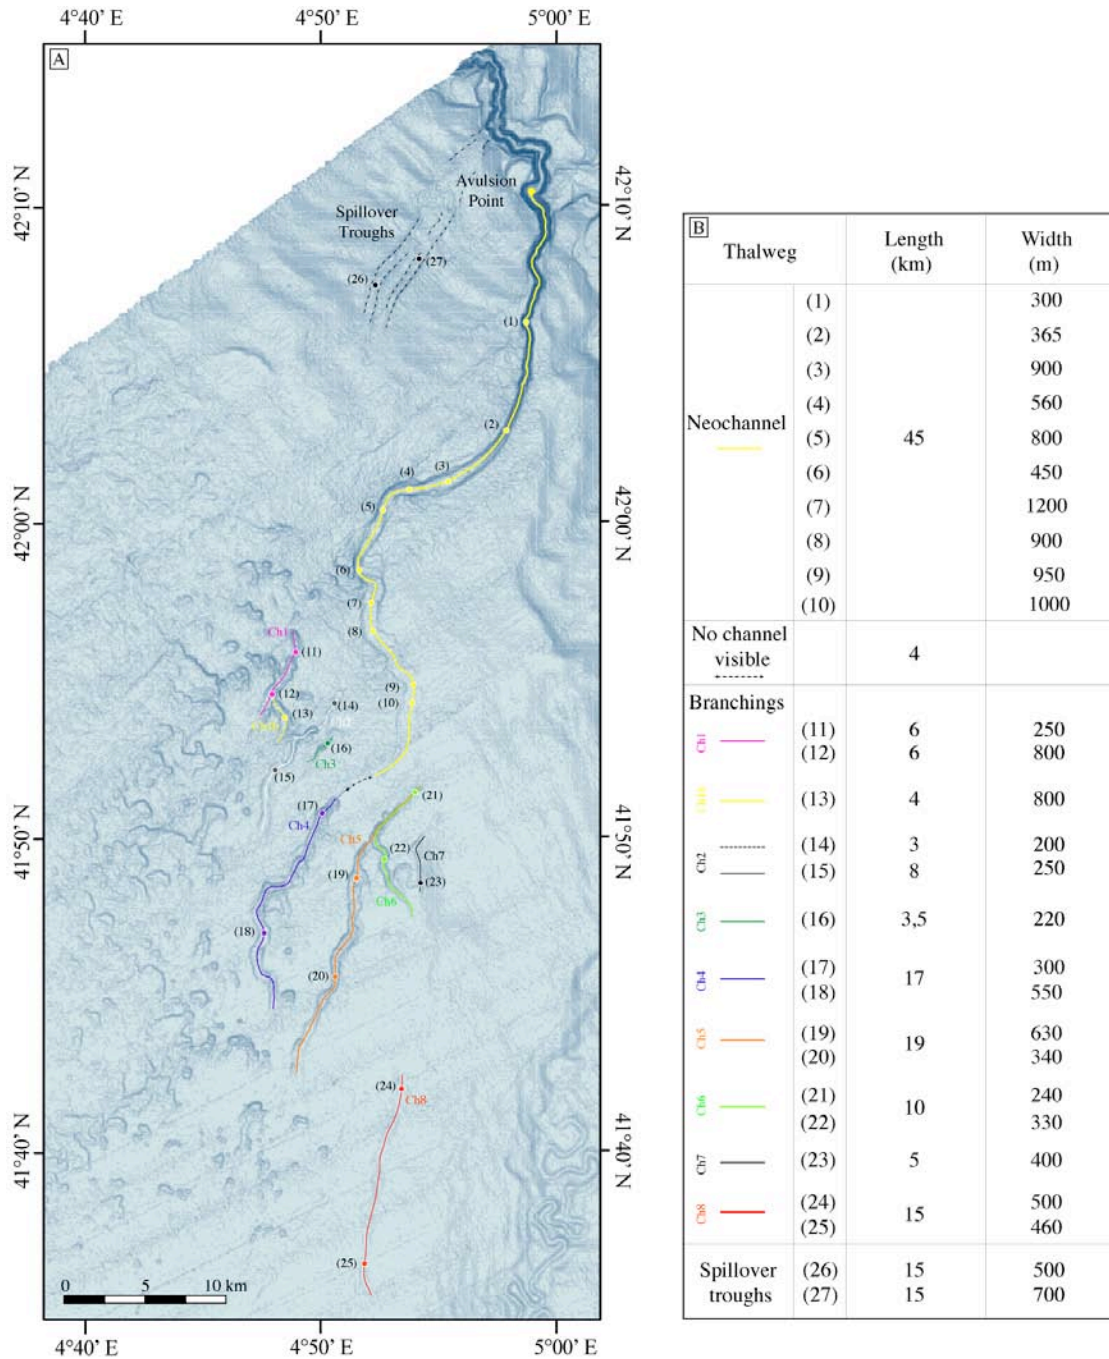 4°40' E 4°50' E 5°00' E
A
42°10' N
42°10' N
Avulsion
Point
Spillover
Troughs
(27)
(26)
(1)
(2)
(3)
(4)
(5)
42°00' N
42°00' N
(6)
(7)
(8)
Ch1
(11)
(9)
(12)
(10)
(14)
(13)
(16)
Ch3
(15)
(21)
(17)
Ch4
41°50' N
41°50' N
Ch5
(22)
Ch7
(19)
(23)
Ch6
(18)
(20)
(24)
Ch8
41°40' N
41°40' N
(25)
0 5 10 km
4°40' E 4°50' E 5°00' E
B
Thalweg Length (km) Width (m)
Neochannel 45
(1) 300
(2) 365
(3) 900
(4) 560
(5) 800
(6) 450
(7) 1200
(8) 900
(9) 950
(10) 1000
No channel
visible 4
Branchings
Ch1 (11) 6 250
(12) 6 800
(13) 4 800
Ch2 (14) 3 200
(15) 8 250
Ch3 (16) 3,5 220
Ch4 (17) 17 300
(18) 550
Ch5 (19) 19 630
(20) 340
Ch6 (21) 10 240
(22) 330
Ch7 (23) 5 400
Ch8 (24) 15 500
(25) 460
Spillover (26) 15 500
troughs (27) 15 700